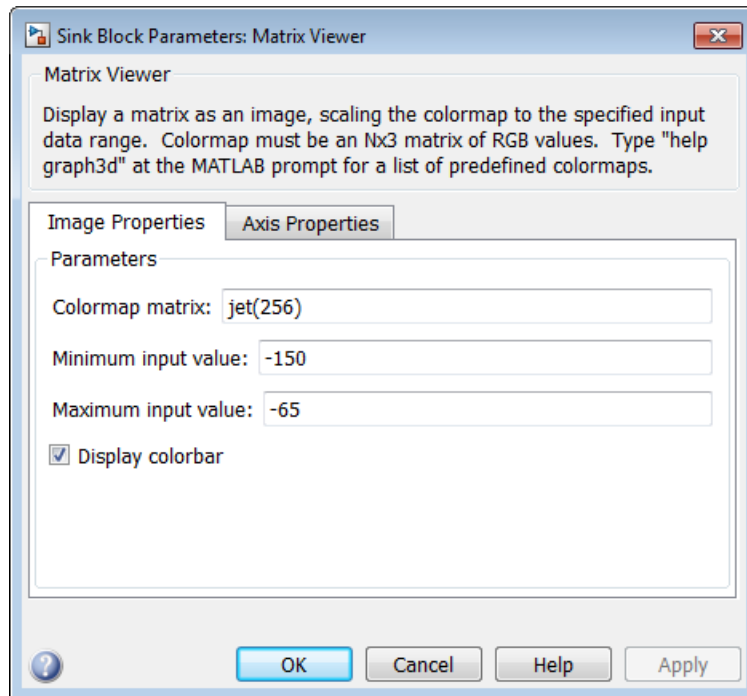 Sink Block Parameters: Matrix Viewer
Matrix Viewer
Display a matrix as an image, scaling the colormap to the specified input
data range.  Colormap must be an Nx3 matrix of RGB values.  Type "help
graph3d" at the MATLAB prompt for a list of predefined colormaps.
Image Properties Axis Properties
Parameters
Colormap matrix: jet(256)
Minimum input value: -150
Maximum input value: -65
Display colorbar
OK Cancel Help Apply